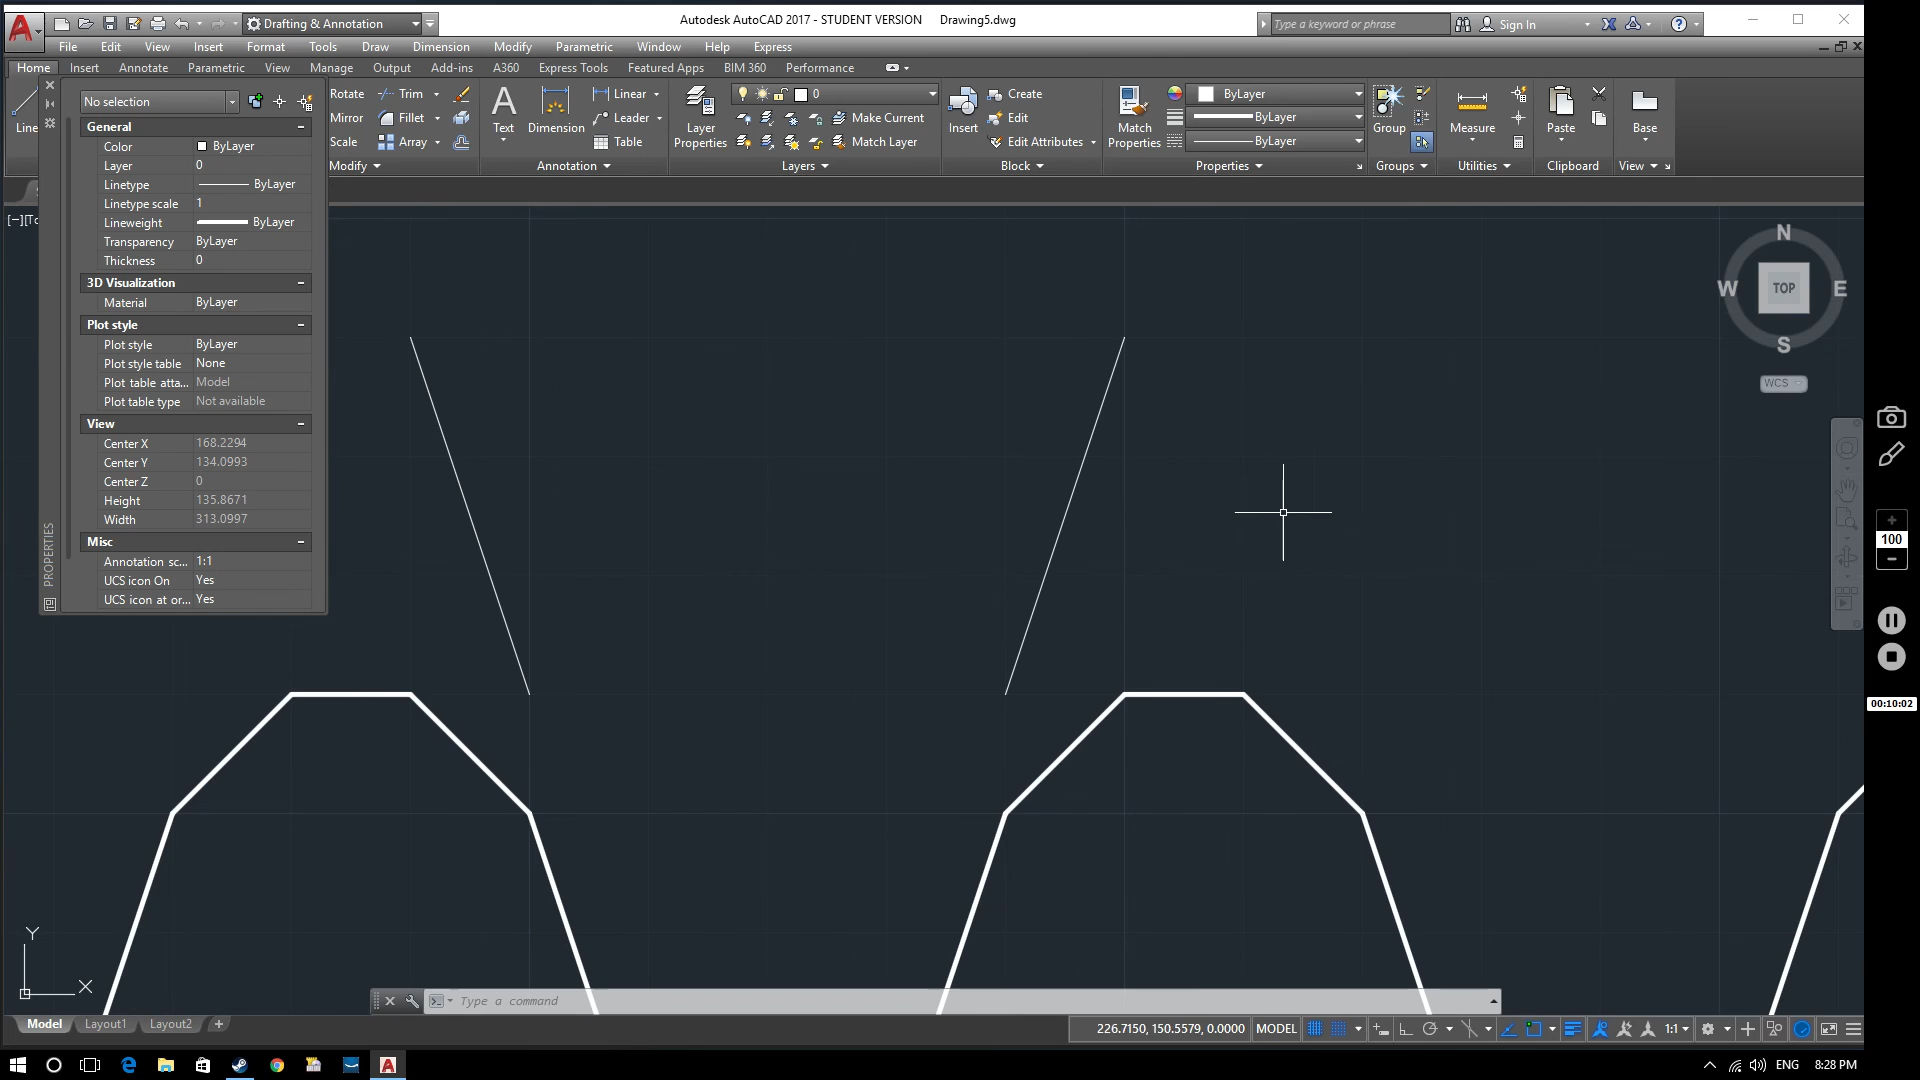 Drafting & Annotation
Autodesk AutoCAD 2017 - STUDENT VERSION Drawing5.dwg
Type a keyword or phrase
Sign In
File Edit View Insert Format Tools Draw Dimension Modify Parametric Window Help Express
Home Insert Annotate Parametric View Manage Output Add-ins A360 Express Tools Featured Apps BIM 360 Performance
No selection
General
Color ByLayer
Layer 0
Linetype ByLayer
Linetype scale 1
Lineweight ByLayer
Transparency ByLayer
Thickness 0
3D Visualization
Material ByLayer
Plot style
Plot style ByLayer
Plot style table None
Plot table atta... Model
Plot table type Not available
View
Center X 168.2294
Center Y 134.0993
Center Z 0
Height 135.8671
Width 313.0997
Misc
Annotation sc... 1:1
UCS icon On Yes
UCS icon at or... Yes
PROPERTIES
Line
Rotate Trim
Mirror Fillet
Scale Array
Modify
Text
Dimension
Linear
Leader
Table
Annotation
Layer
Properties
0
Make Current
Match Layer
Layers
Insert
Create
Edit
Edit Attributes
Block
Match
Properties
ByLayer
ByLayer
ByLayer
Properties
Group
Groups
Measure
Utilities
Paste
Clipboard
Base
View
[−][To
N
W TOP E
S
WCS
100
00:10:02
Y
X
Type a command
Model Layout1 Layout2 +
226.7150, 150.5579, 0.0000 MODEL 1:1
ENG 8:28 PM